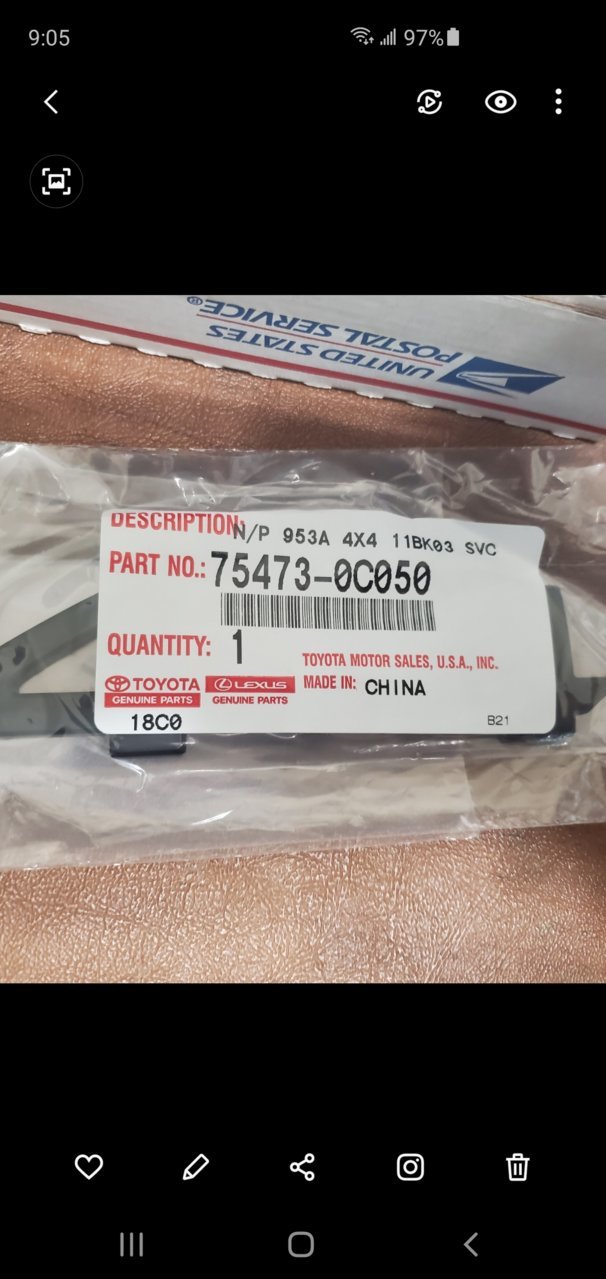 9:05
97%
UNITED STATES
POSTAL SERVICE®
DESCRIPTION: N/P 953A 4X4 11BK03 SVC
PART NO.: 75473-0C050
QUANTITY: 1
TOYOTA MOTOR SALES, U.S.A., INC.
MADE IN: CHINA
TOYOTA
GENUINE PARTS
LEXUS
GENUINE PARTS
18C0
B21